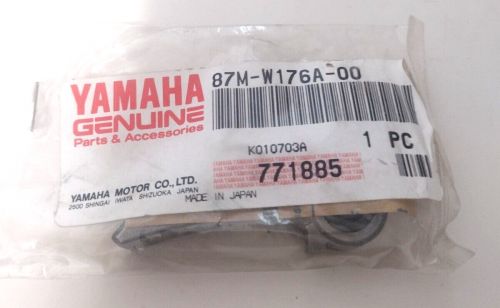 87M-W176A-00
YAMAHA
GENUINE
Parts & Accessories
1 PC
K010703A
771885
YAMAHA MOTOR CO., LTD.
2500 SHINGAI IWATA SHIZUOKA JAPAN
MADE IN JAPAN